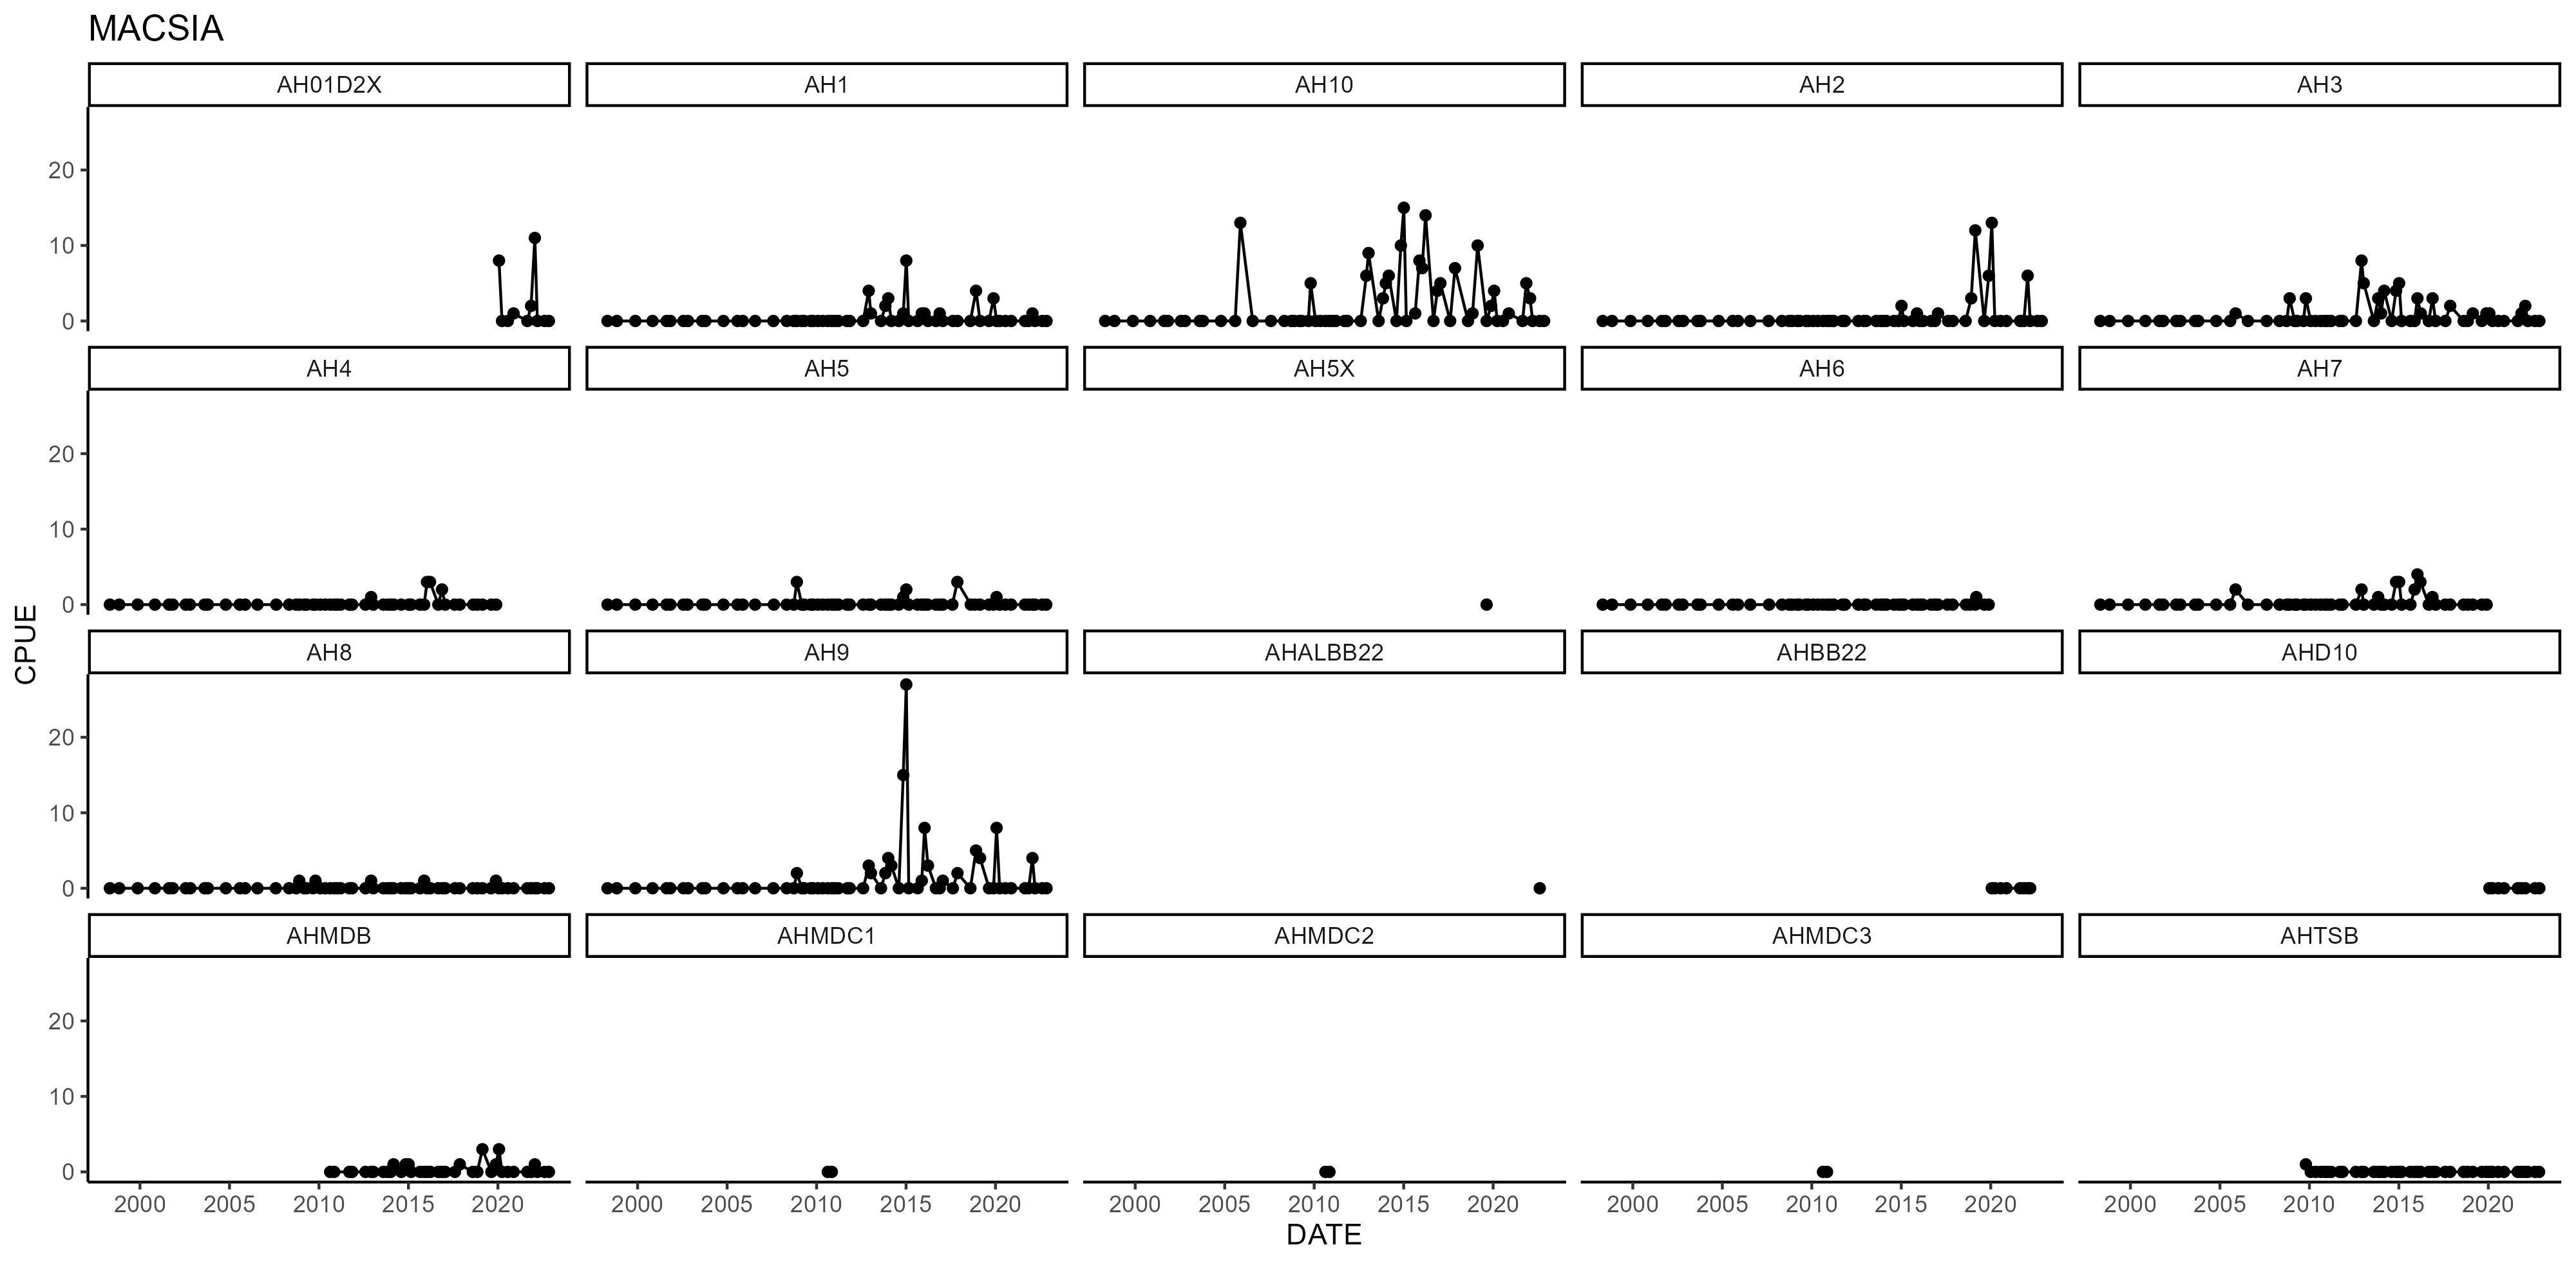 MACSIA
AH01D2X AH1 AH10 AH2 AH3
20
10
0
AH4 AH5 AH5X AH6 AH7
20
10
0
CPUE
AH8 AH9 AHALBB22 AHBB22 AHD10
20
10
0
AHMDB AHMDC1 AHMDC2 AHMDC3 AHTSB
20
10
0
2000 2005 2010 2015 2020 2000 2005 2010 2015 2020 2000 2005 2010 2015 2020 2000 2005 2010 2015 2020 2000 2005 2010 2015 2020
DATE